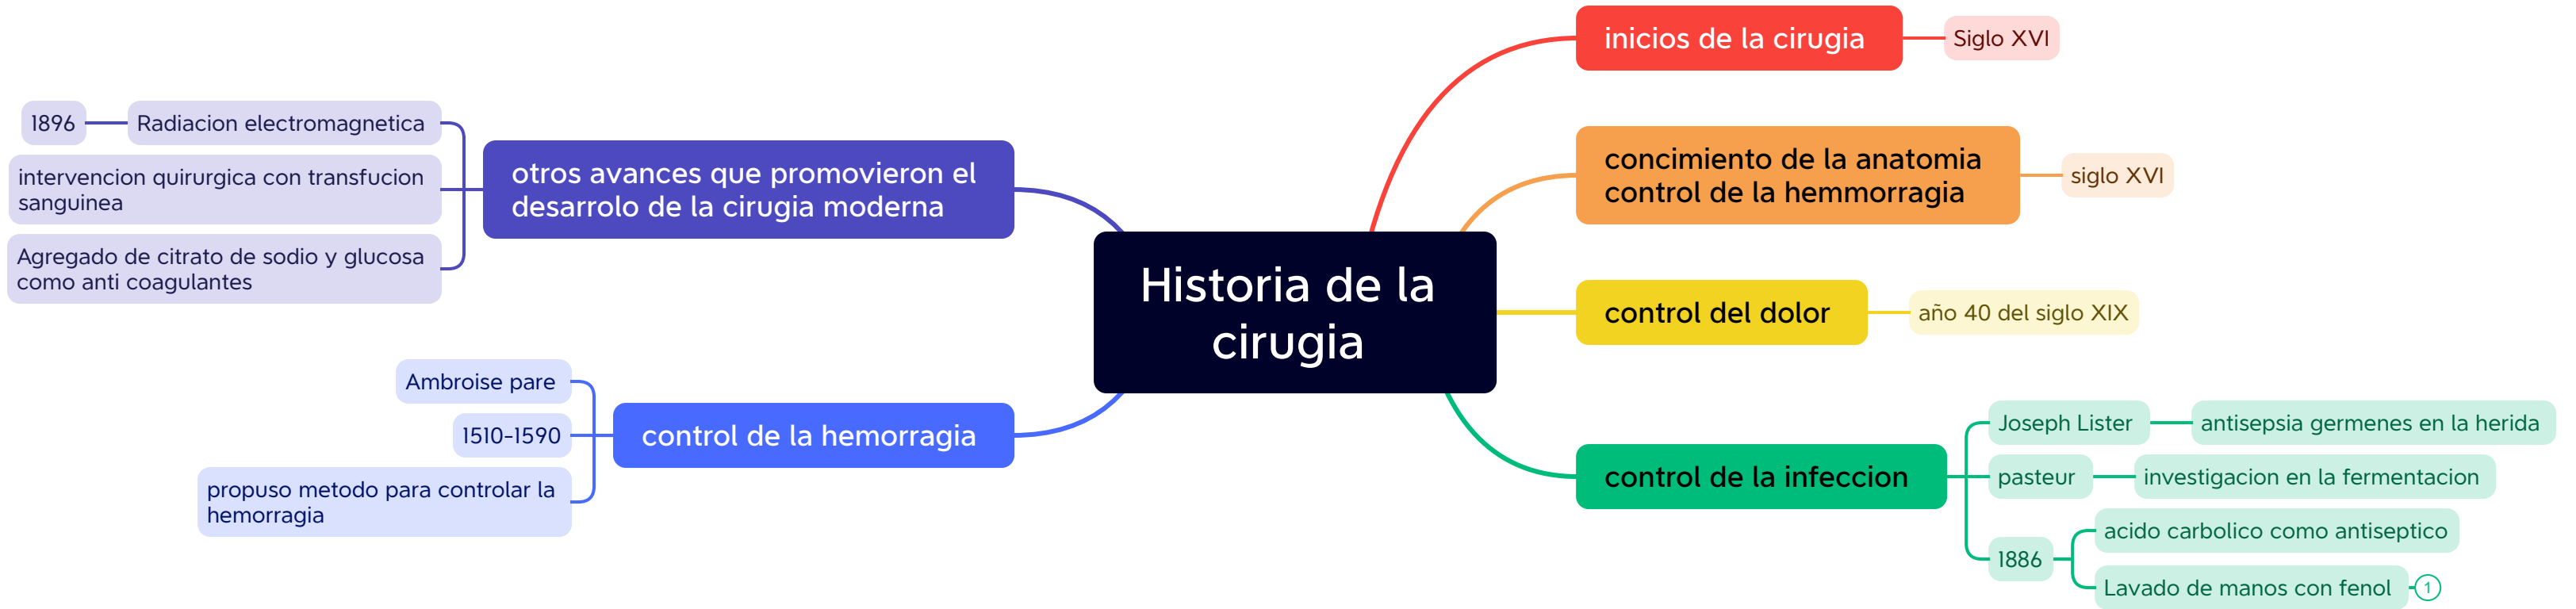 Historia de la
cirugia
inicios de la cirugia
Siglo XVI
concimiento de la anatomia
control de la hemmorragia
siglo XVI
control del dolor
año 40 del siglo XIX
control de la infeccion
Joseph Lister
antisepsia germenes en la herida
pasteur
investigacion en la fermentacion
1886
acido carbolico como antiseptico
Lavado de manos con fenol
1
otros avances que promovieron el
desarrolo de la cirugia moderna
Radiacion electromagnetica
1896
intervencion quirurgica con transfucion
sanguinea
Agregado de citrato de sodio y glucosa
como anti coagulantes
control de la hemorragia
Ambroise pare
1510-1590
propuso metodo para controlar la
hemorragia